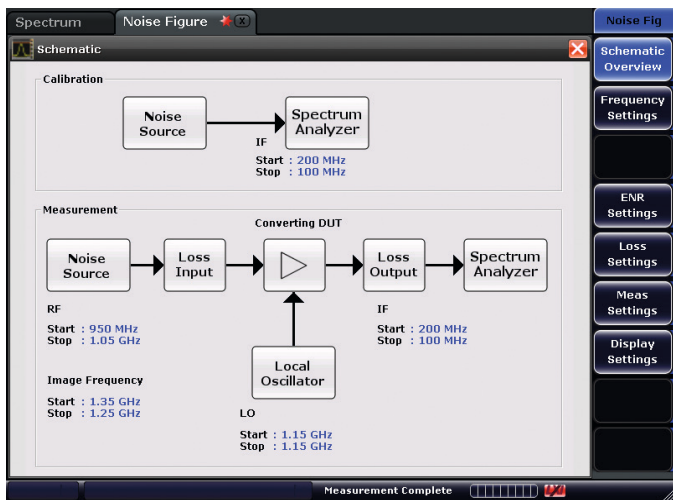 Spectrum
Noise Figure
Noise Fig
Schematic
Schematic
Overview
Frequency
Settings
ENR
Settings
Loss
Settings
Meas
Settings
Display
Settings
Calibration
Noise
Source
Spectrum
Analyzer
IF
Start : 200 MHz
Stop : 100 MHz
Measurement
Converting DUT
Noise
Source
Loss
Input
Loss
Output
Spectrum
Analyzer
RF
Start : 950 MHz
Stop : 1.05 GHz
IF
Start : 200 MHz
Stop : 100 MHz
Local
Oscillator
Image Frequency
Start : 1.35 GHz
Stop : 1.25 GHz
LO
Start : 1.15 GHz
Stop : 1.15 GHz
Measurement Complete